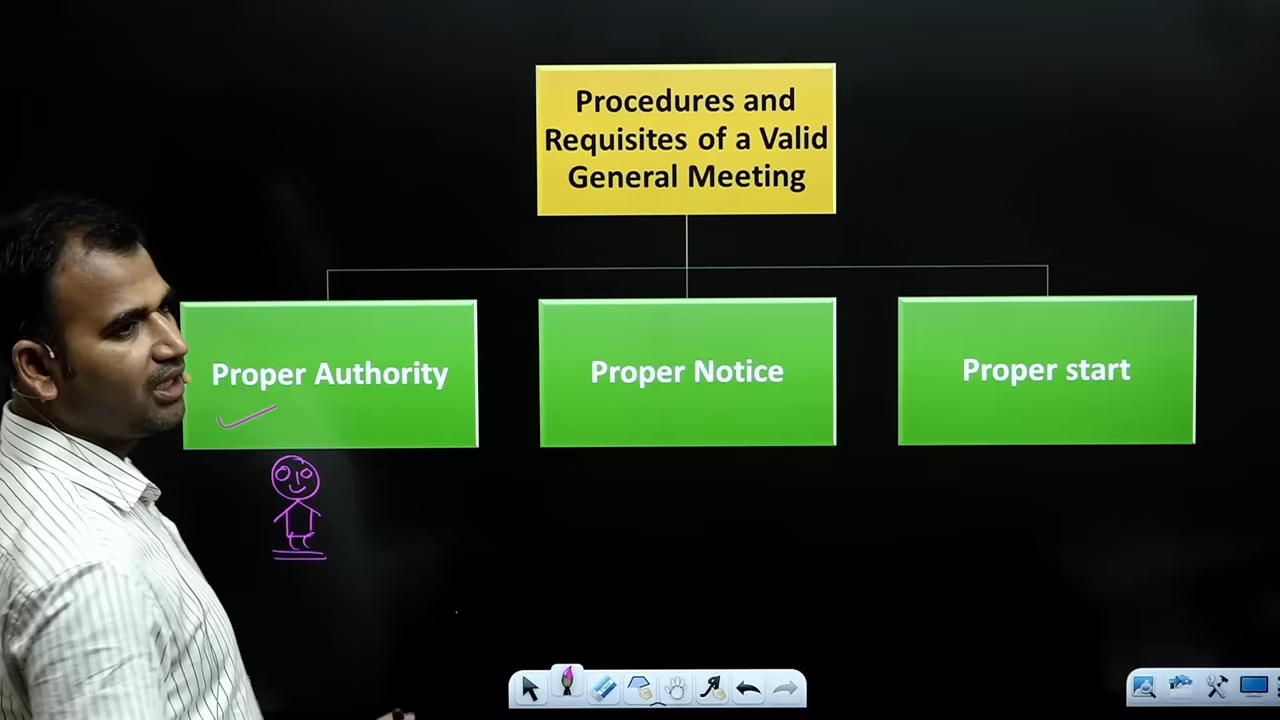 Procedures and
Requisites of a Valid
General Meeting
Proper Authority
Proper Notice
Proper start